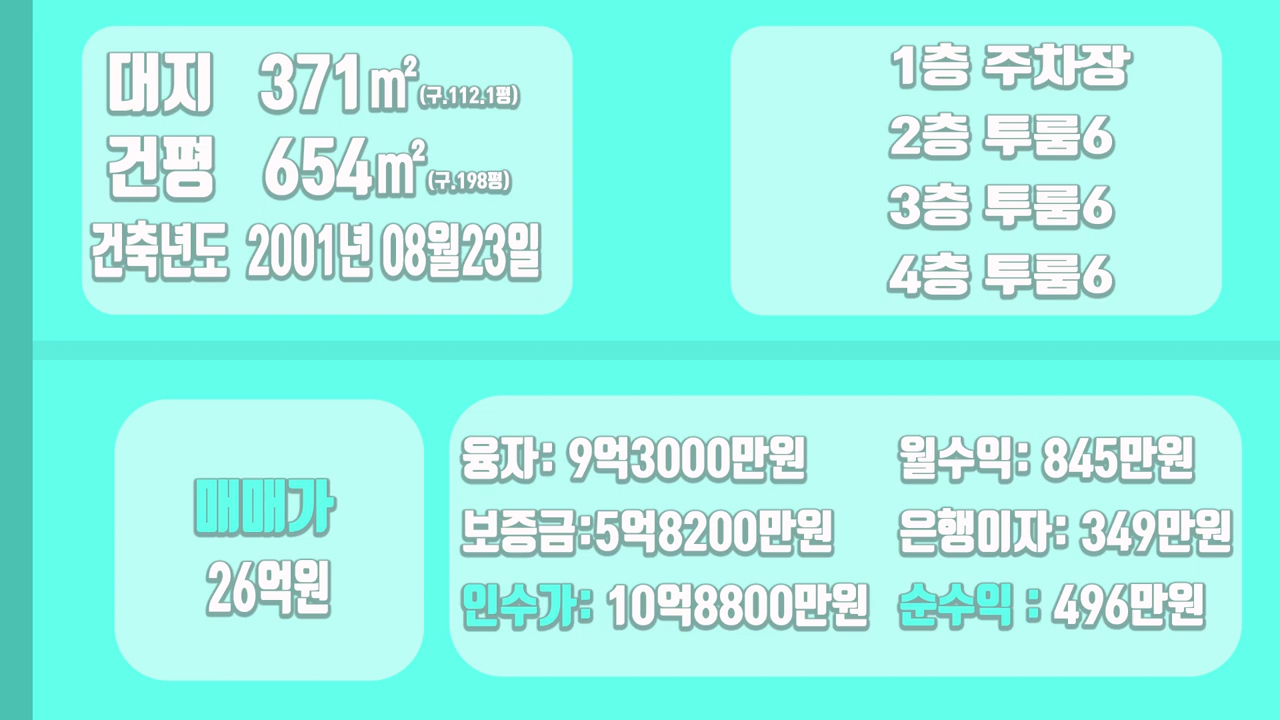 대지 371㎡(구.112.1평)
건평 654㎡(구.198평)
건축년도 2001년 08월23일
1층 주차장
2층 투룸6
3층 투룸6
4층 투룸6
매매가
26억원
융자: 9억3000만원
보증금:5억8200만원
인수가: 10억8800만원
월수익: 845만원
은행이자: 349만원
순수익 : 496만원